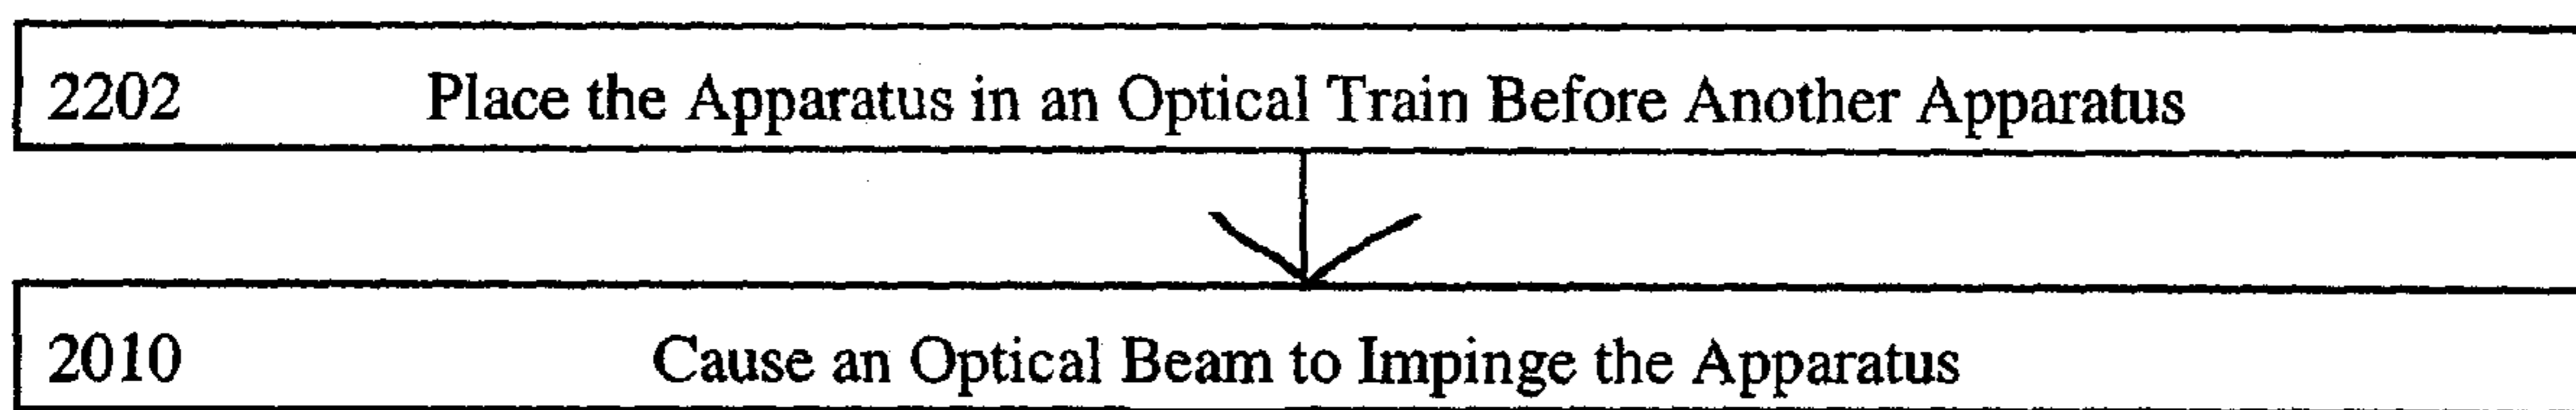 2202 Place the Apparatus in an Optical Train Before Another Apparatus
2010 Cause an Optical Beam to Impinge the Apparatus